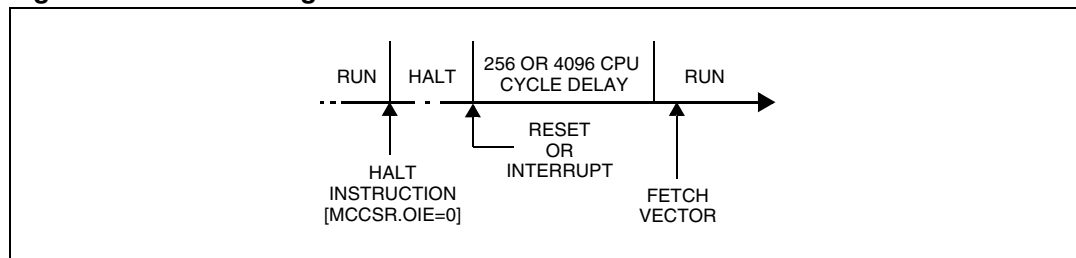 RUN
HALT
256 OR 4096 CPU
CYCLE DELAY
RUN
RESET
OR
INTERRUPT
HALT
INSTRUCTION
[MCCSR.OIE=0]
FETCH
VECTOR